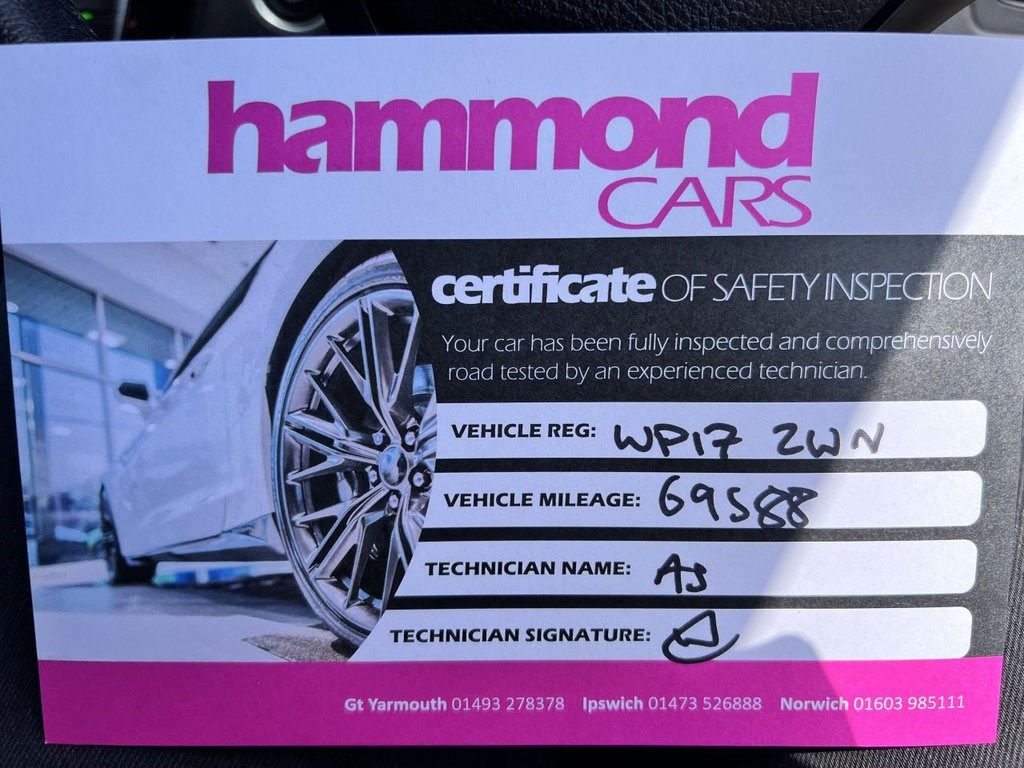 hammond
CARS
certificate OF SAFETY INSPECTION
Your car has been fully inspected and comprehensively
road tested by an experienced technician.
VEHICLE REG: WP17 ZWN
VEHICLE MILEAGE: 69588
TECHNICIAN NAME: AJ
TECHNICIAN SIGNATURE:
Gt Yarmouth 01493 278378 Ipswich 01473 526888 Norwich 01603 985111